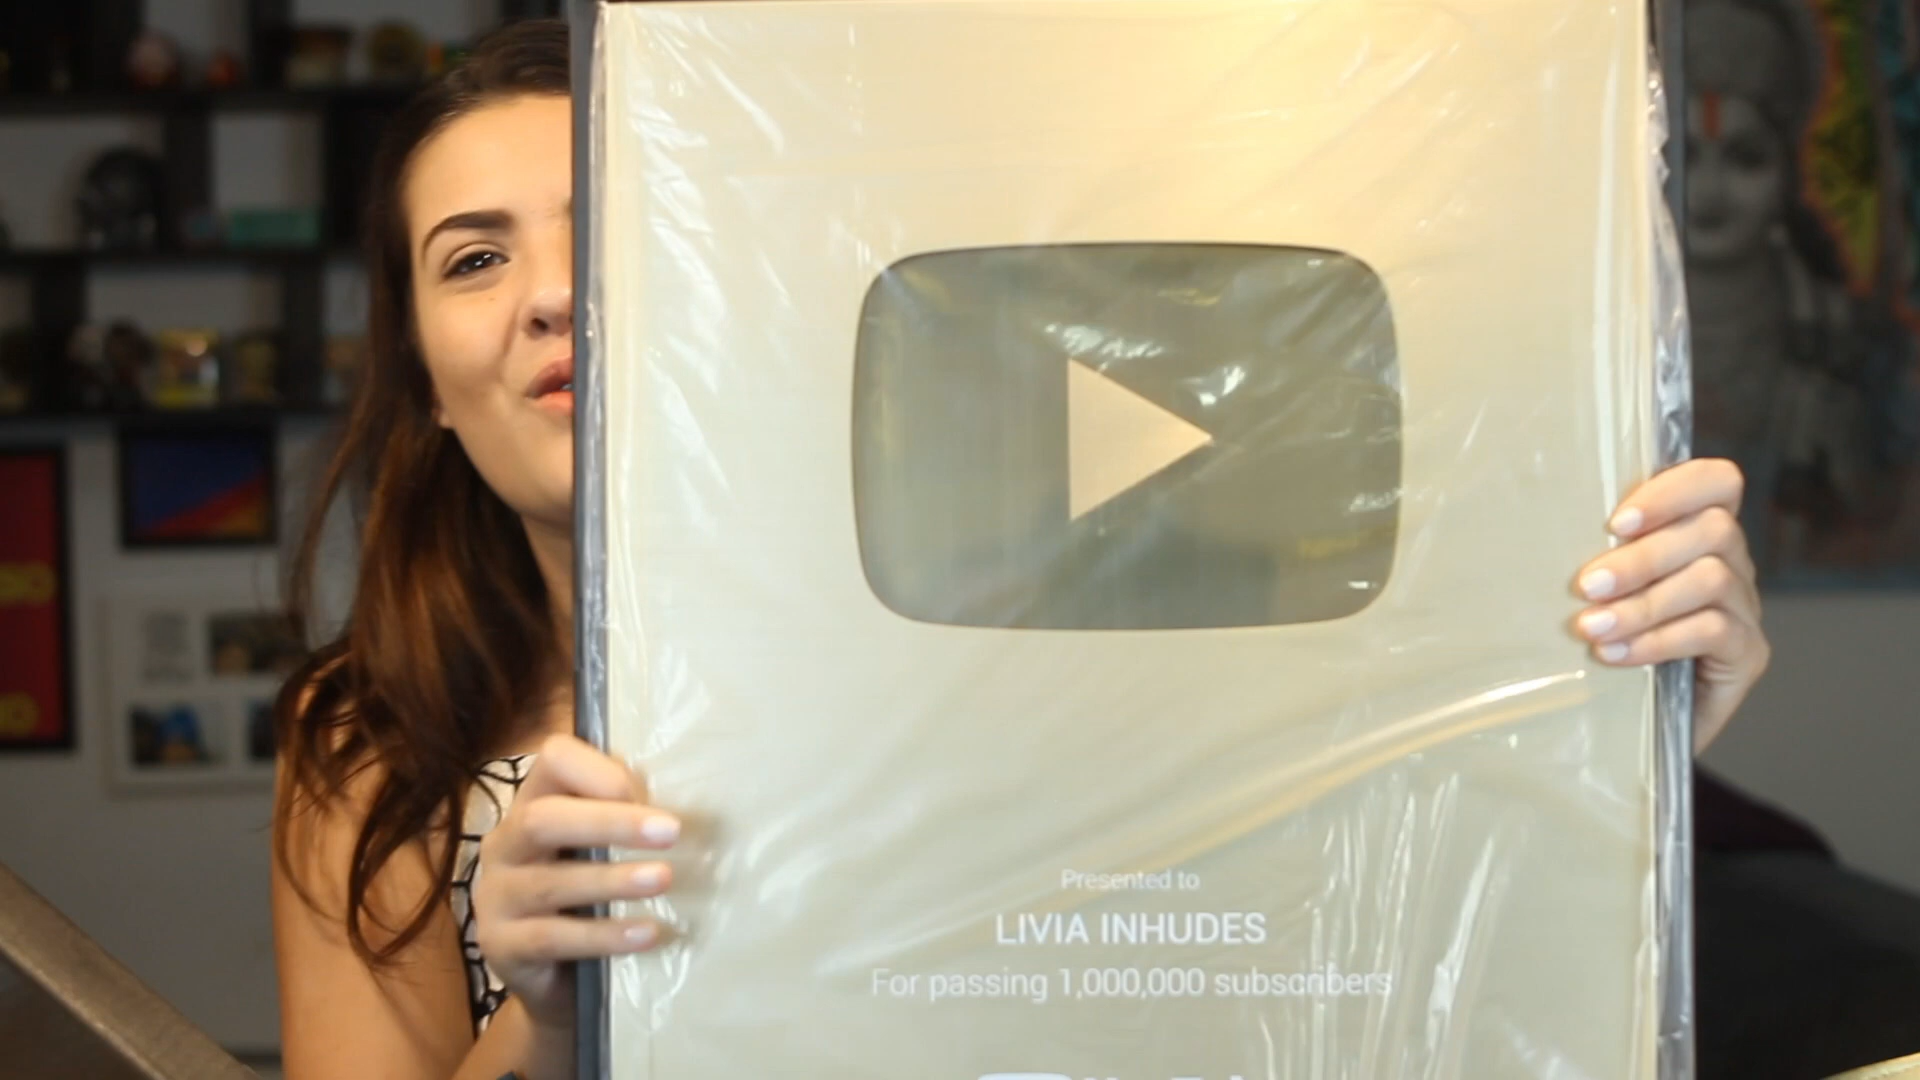 Presented to
LIVIA INHUDES
For passing 1,000,000 subscribers